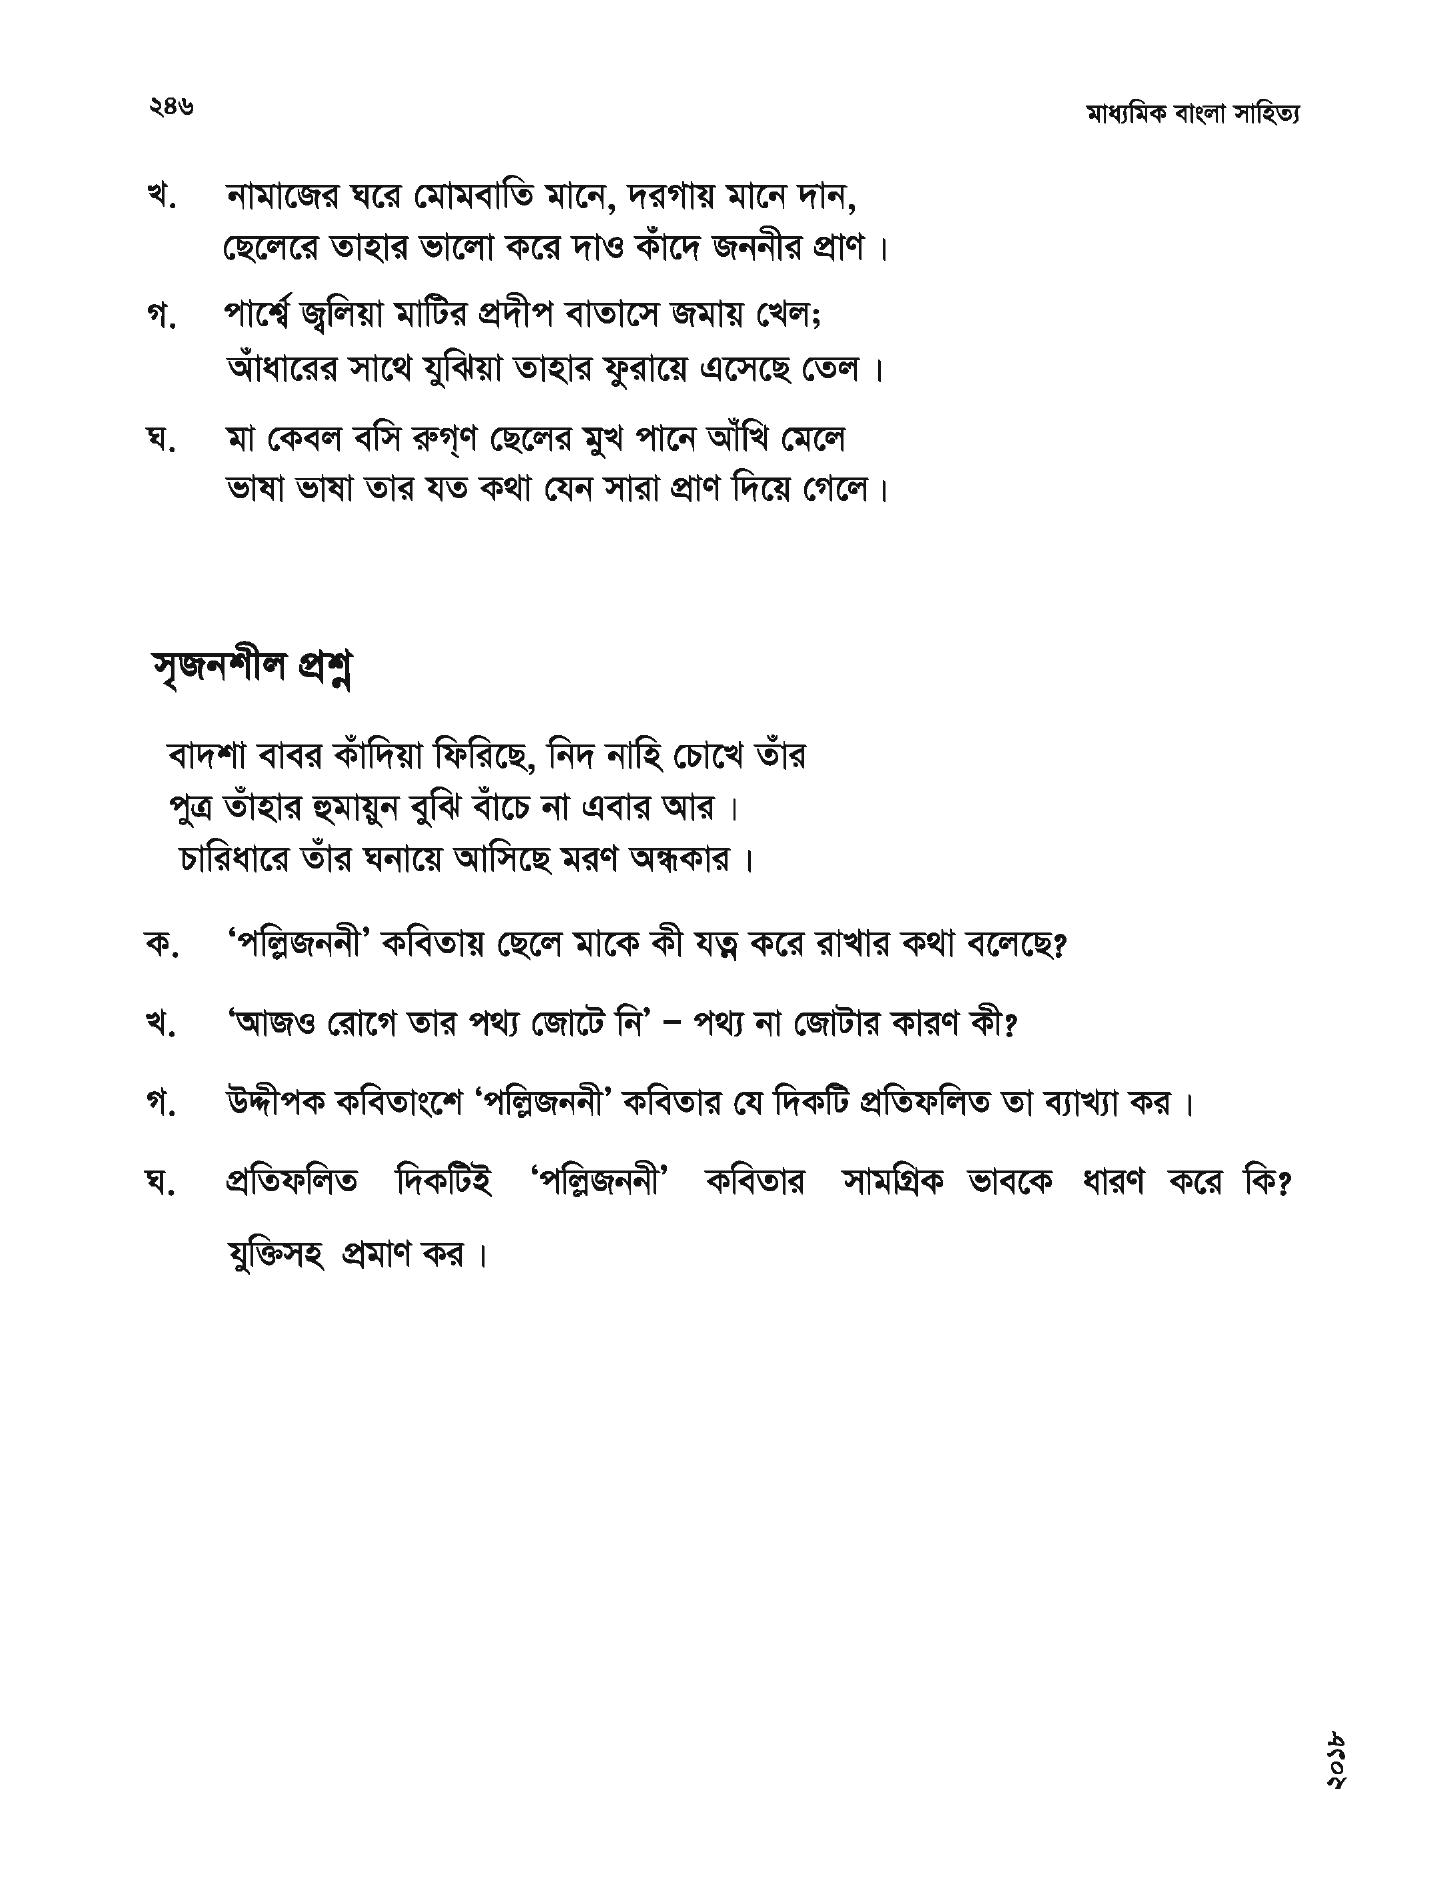 ২৪৬
মাধ্যমিক বাংলা সাহিত্য
খ. নামাজের ঘরে মোমবাতি মানে, দরগায় মানে দান,
ছেলেরে তাহার ভালো করে দাও কাঁদে জননীর প্রাণ।
গ. পার্শ্বে জ্বলিয়া মাটির প্রদীপ বাতাসে জমায় খেল;
আঁধারের সাথে যুঝিয়া তাহার ফুরায়ে এসেছে তেল।
ঘ. মা কেবল বসি রুগ্‌ণ ছেলের মুখ পানে আঁখি মেলে
ভাষা ভাষা তার যত কথা যেন সারা প্রাণ দিয়ে গেলে।
সৃজনশীল প্রশ্ন
বাদশা বাবর কাঁদিয়া ফিরিছে, নিদ নাহি চোখে তাঁর
পুত্র তাঁহার হুমায়ুন বুঝি বাঁচে না এবার আর।
চারিধারে তাঁর ঘনায়ে আসিছে মরণ অন্ধকার।
ক. ‘পল্লিজননী’ কবিতায় ছেলে মাকে কী যত্ন করে রাখার কথা বলেছে?
খ. ‘আজও রোগে তার পথ্য জোটে নি’ – পথ্য না জোটার কারণ কী?
গ. উদ্দীপক কবিতাংশে ‘পল্লিজননী’ কবিতার যে দিকটি প্রতিফলিত তা ব্যাখ্যা কর।
ঘ. প্রতিফলিত দিকটিই ‘পল্লিজননী’ কবিতার সামগ্রিক ভাবকে ধারণ করে কি?
যুক্তিসহ প্রমাণ কর।
২০১৮